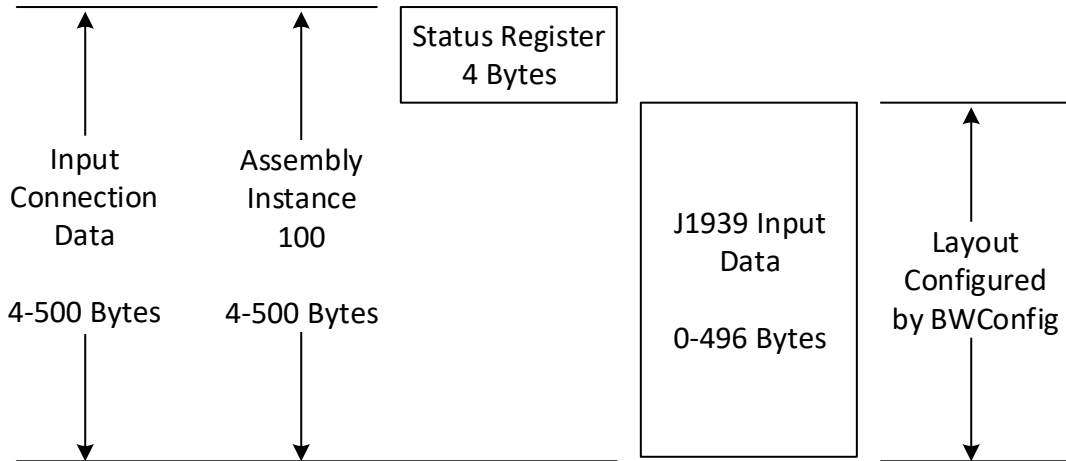 Status Register
4 Bytes
Input
Connection
Data
4-500 Bytes
Assembly
Instance
100
4-500 Bytes
J1939 Input
Data
0-496 Bytes
Layout
Configured
by BWConfig